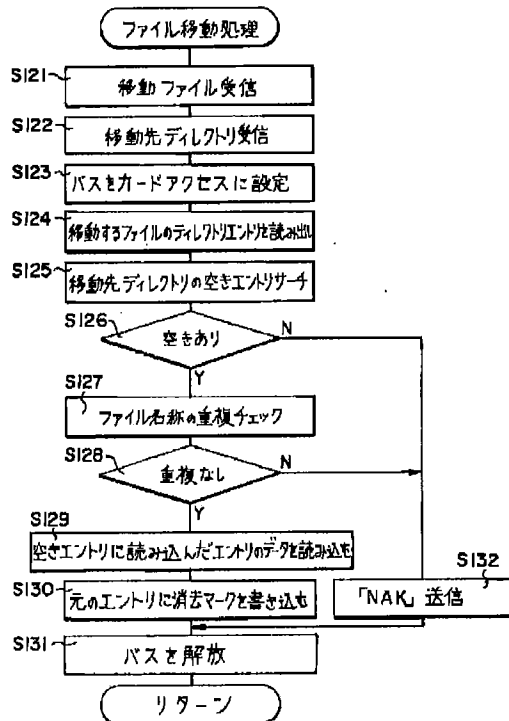 ファイル移動処理
S121
移動ファイル受信
S122
移動先ディレクトリ受信
S123
バスをカードアクセスに設定
S124
移動するファイルのディレクトリエントリを読み出し
S125
移動先ディレクトリの空きエントリサーチ
S126
空きあり
N
Y
S127
ファイル名称の重複チェック
S128
重複なし
N
Y
S129
空きエントリに読み込んだエントリのデータを読み込む
S132
S130
元のエントリに消去マークを書き込む
「NAK」送信
S131
バスを解放
リターン